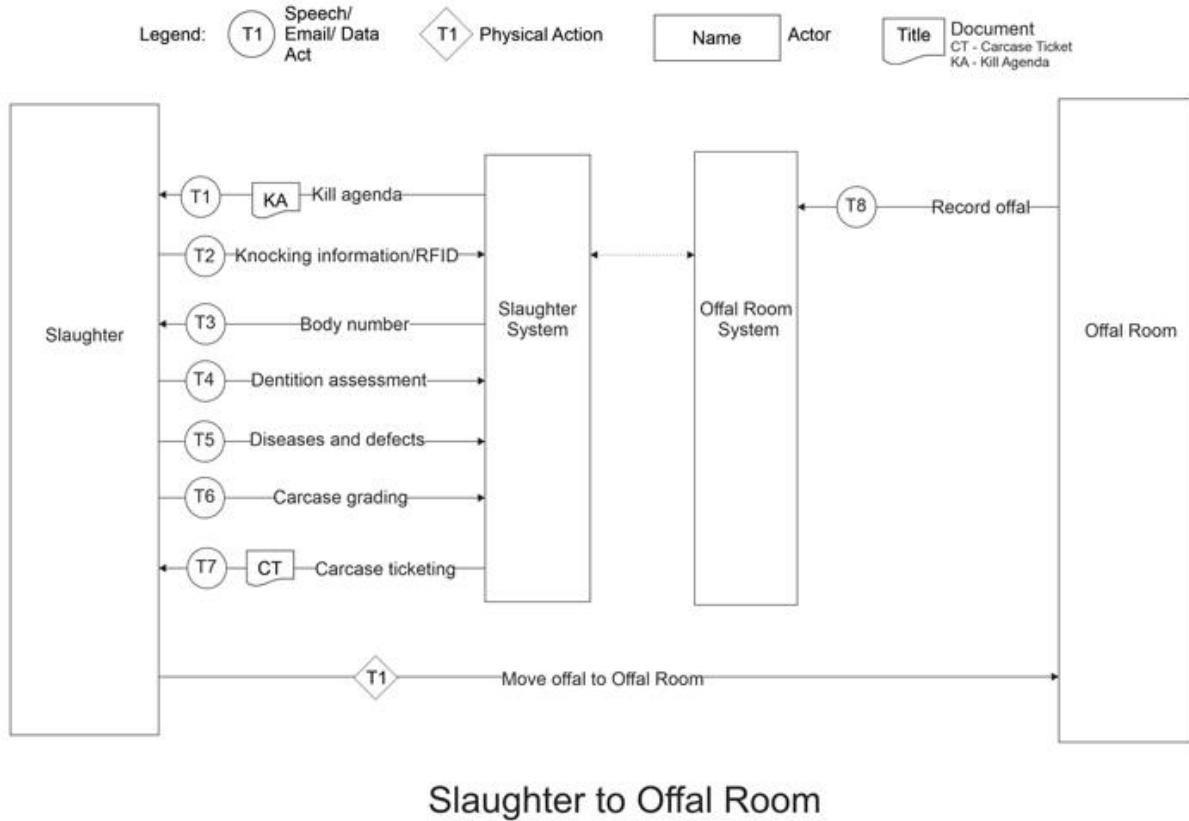 Legend:
T1
Speech/
Email/ Data
Act
T1
Physical Action
Name
Actor
Title
Document
CT - Carcase Ticket
KA - Kill Agenda
Slaughter
T1
KA
Kill agenda
T2
Knocking information/RFID
T3
Body number
T4
Dentition assessment
T5
Diseases and defects
T6
Carcase grading
T7
CT
Carcase ticketing
Slaughter
System
Offal Room
System
T8
Record offal
Offal Room
T1
Move offal to Offal Room
Slaughter to Offal Room